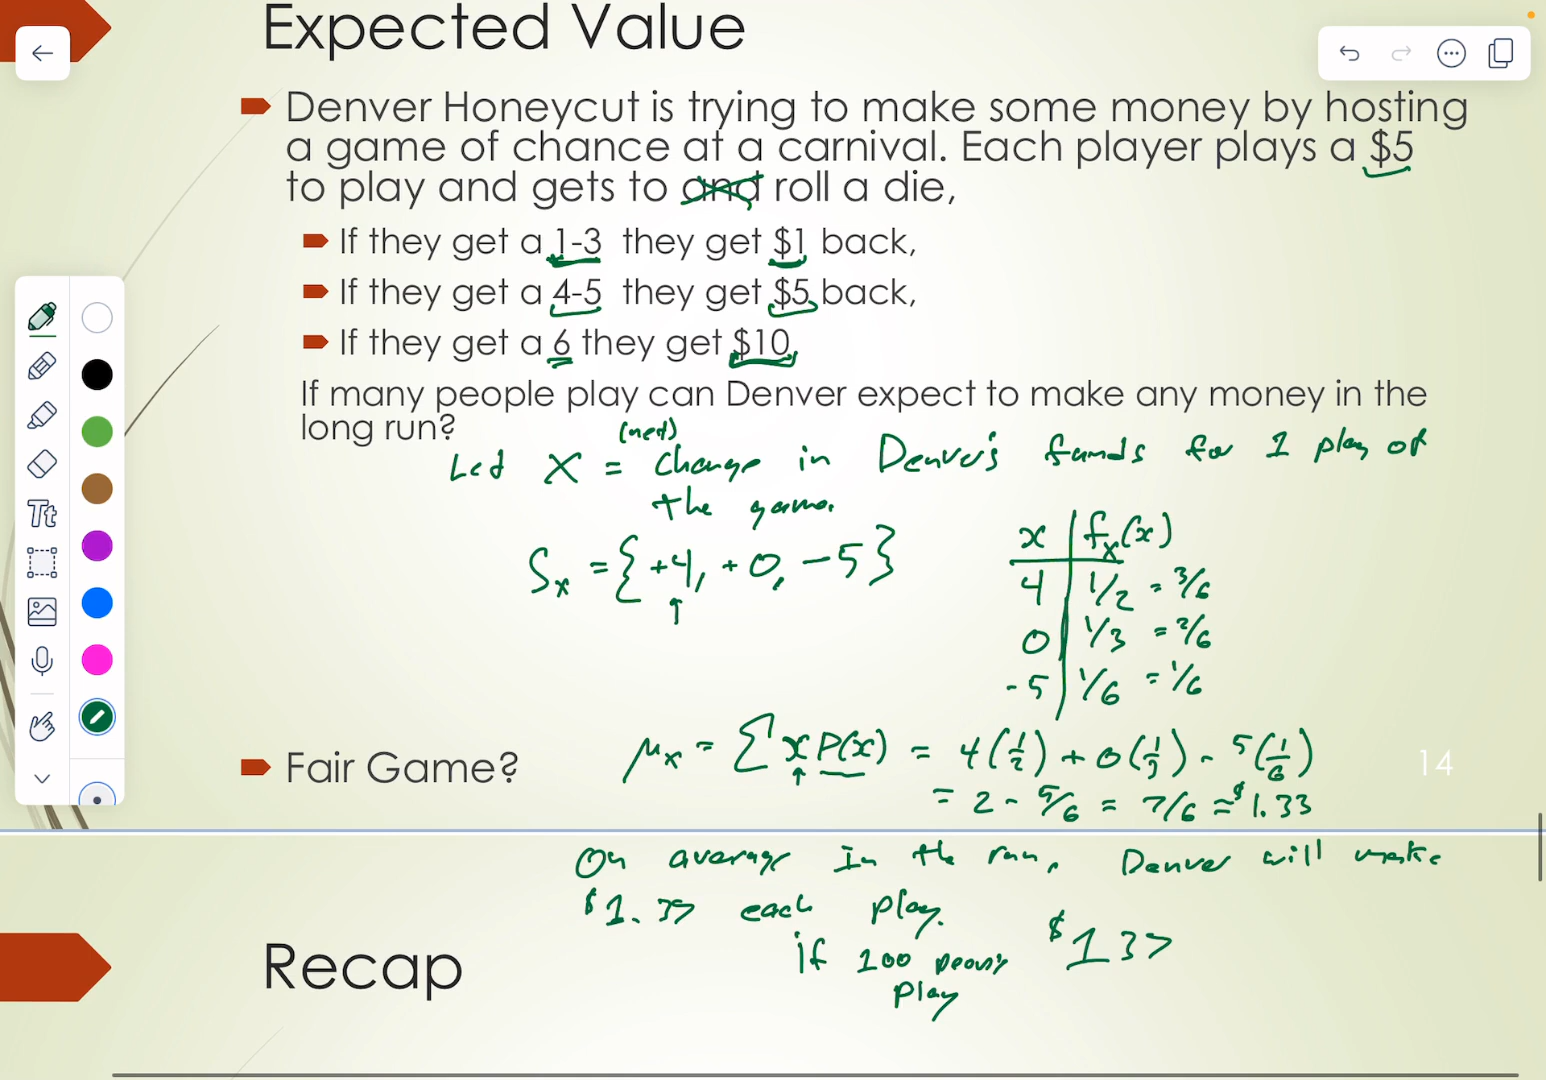 Expected Value
Denver Honeycut is trying to make some money by hosting
a game of chance at a carnival. Each player plays a $5
to play and gets to and roll a die,
If they get a 1-3 they get $1 back,
If they get a 4-5 they get $5 back,
If they get a 6 they get $10
If many people play can Denver expect to make any money in the
long run?
(net)
Let X = change in Denver's funds for 1 play of
the game.
Sx = {+4, +0, -5}
x fx(x)
4 1/2 = 3/6
0 1/3 = 2/6
-5 1/6 = 1/6
Fair Game?
μx = Σ x P(x) = 4(1/2) + 0(1/3) - 5(1/6)
14
= 2 - 5/6 = 7/6 ≈ $1.33
On average In the run, Denver will make
$1.33 each play.
if 100 play
$133
Recap
Tt